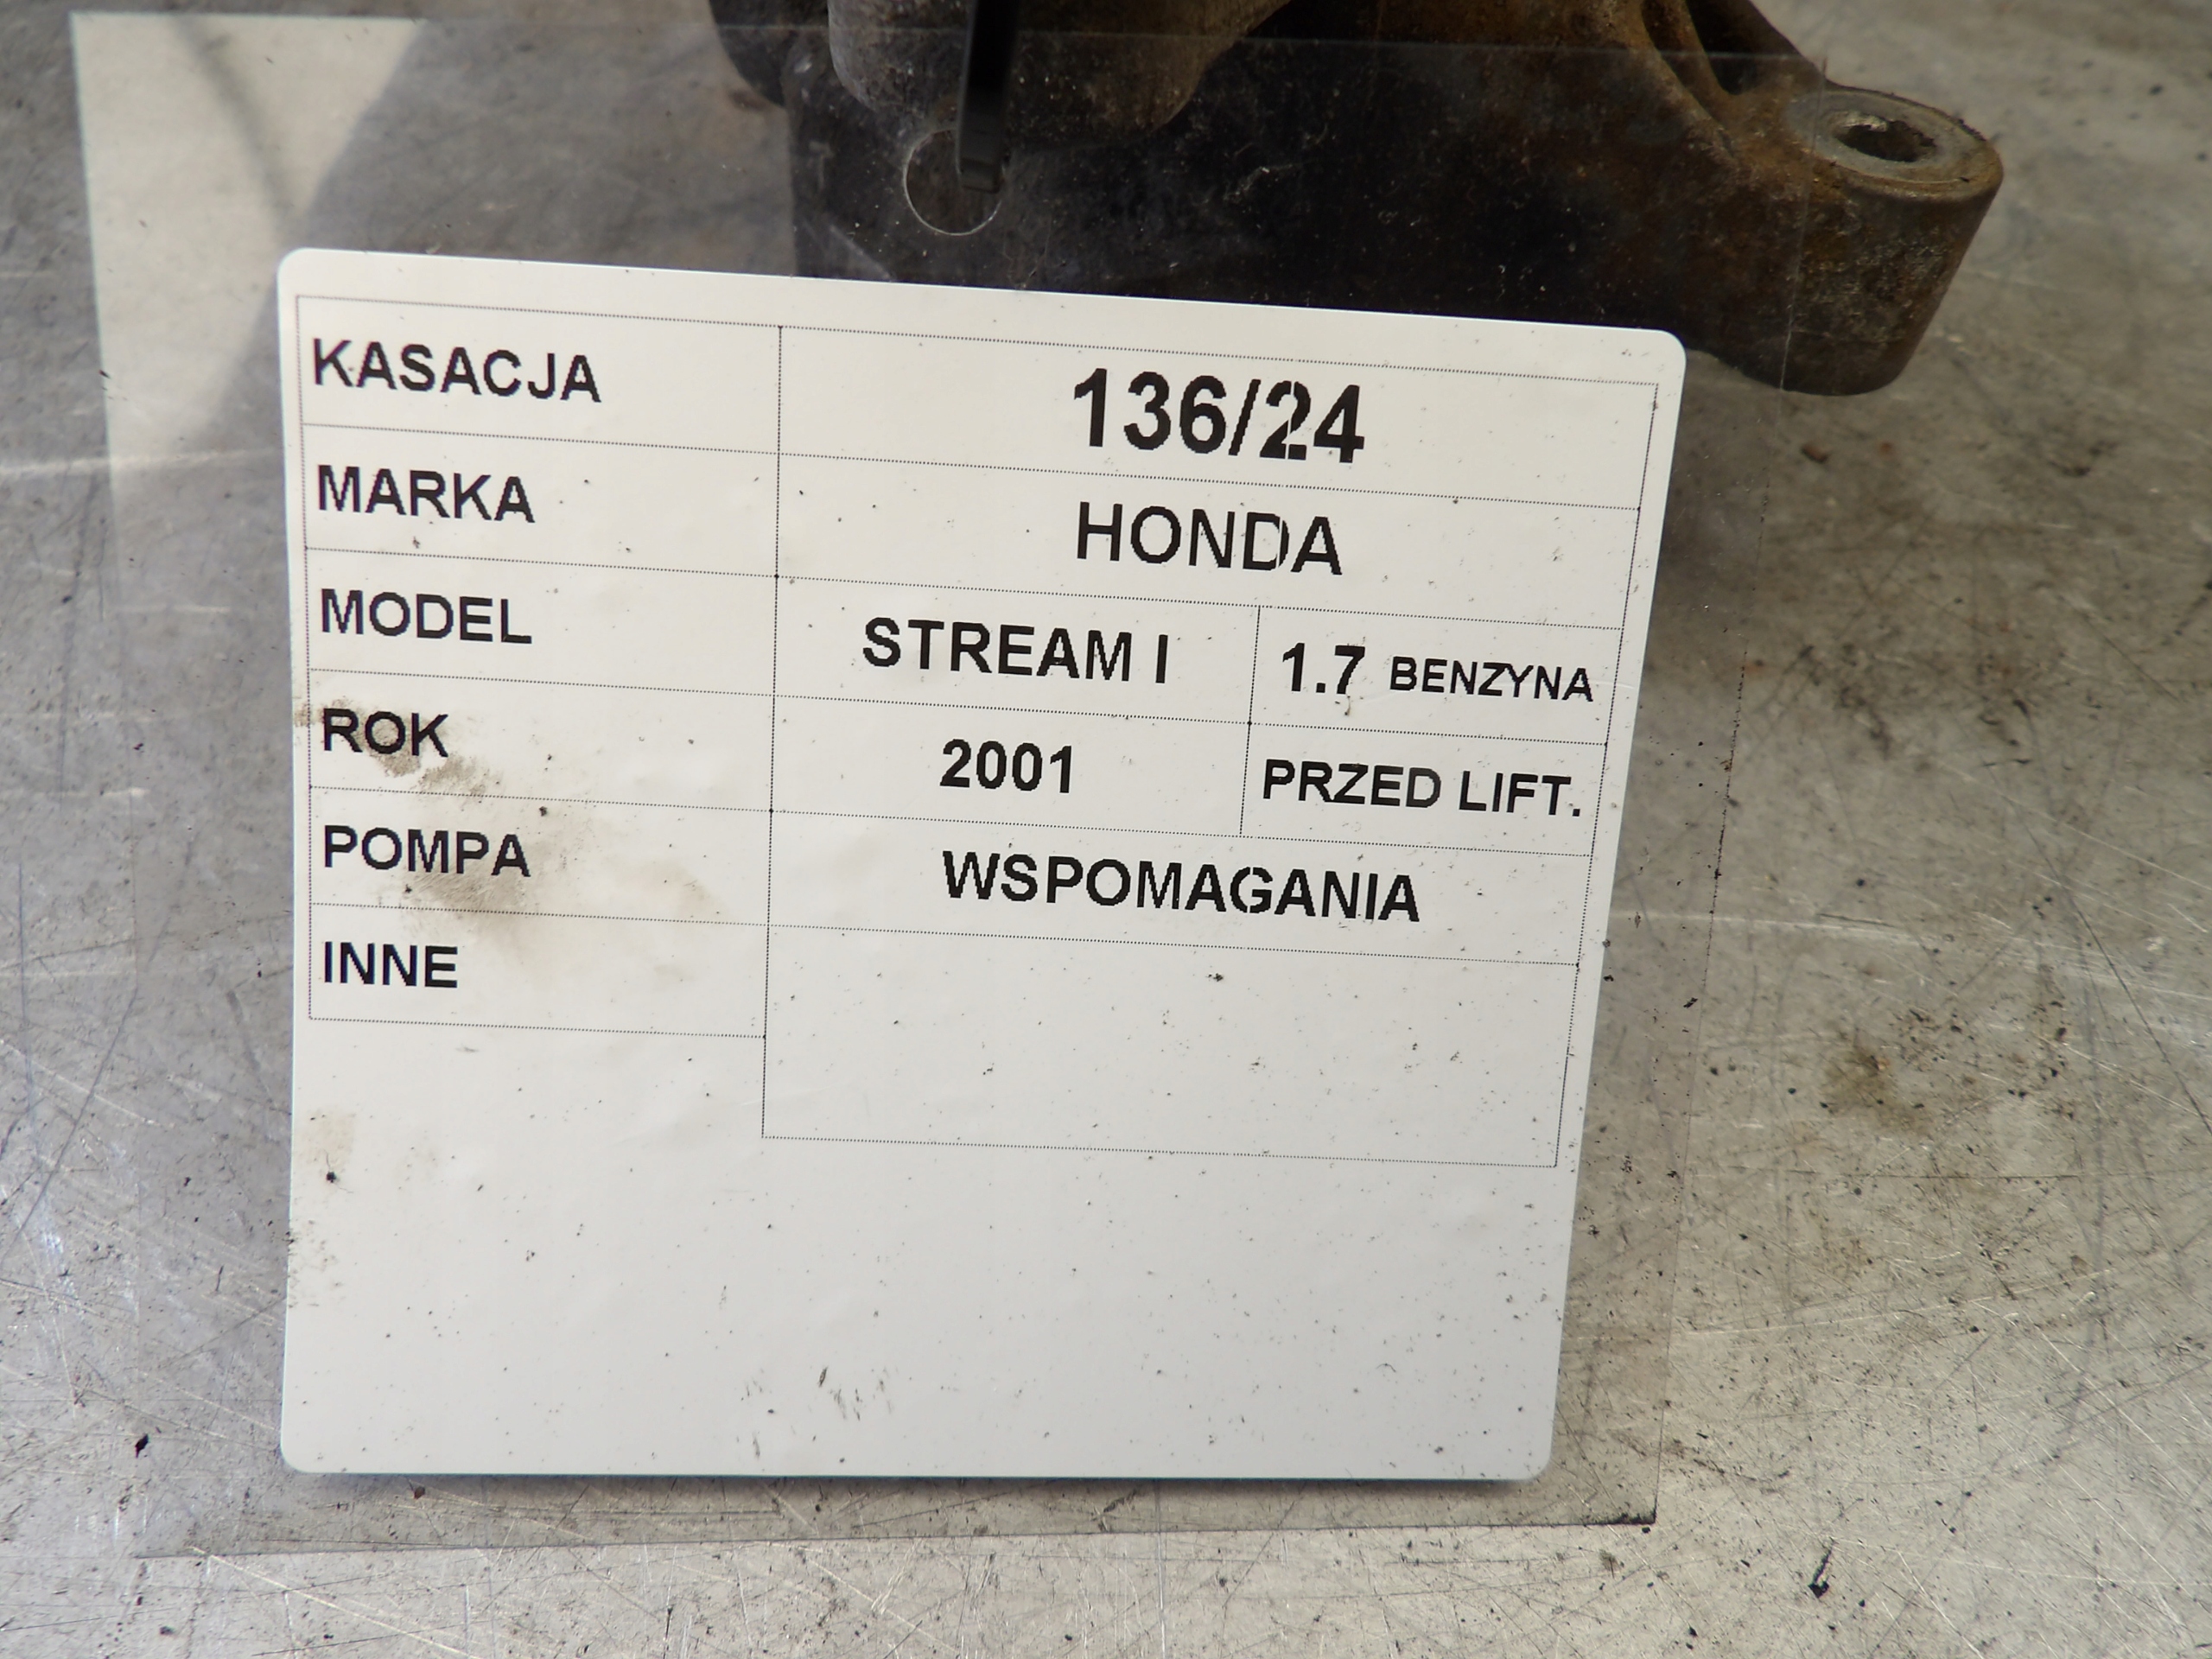 KASACJA 136/24
MARKA HONDA
MODEL STREAM I 1.7 BENZYNA
ROK 2001 PRZED LIFT.
POMPA WSPOMAGANIA
INNE